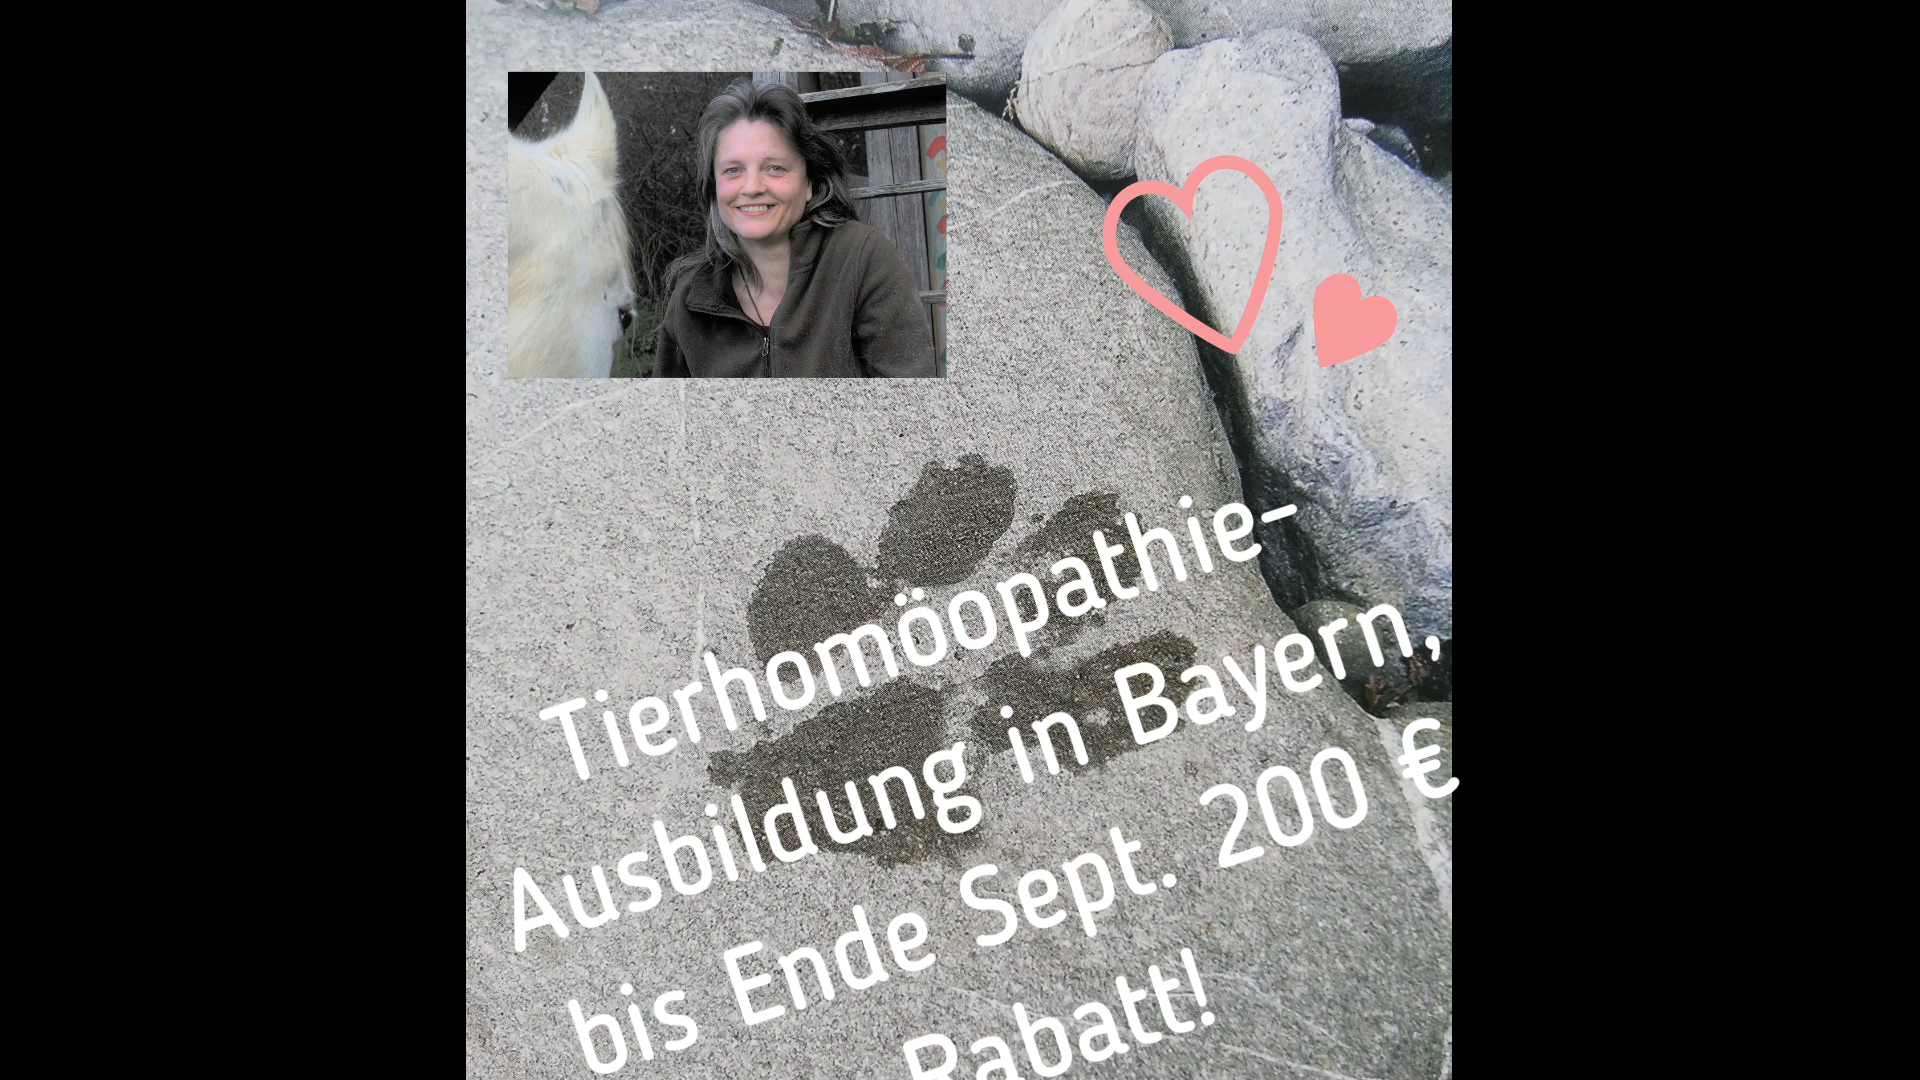 Tierhomöopathie-
Ausbildung in Bayern,
bis Ende Sept. 200 €
Rabatt!